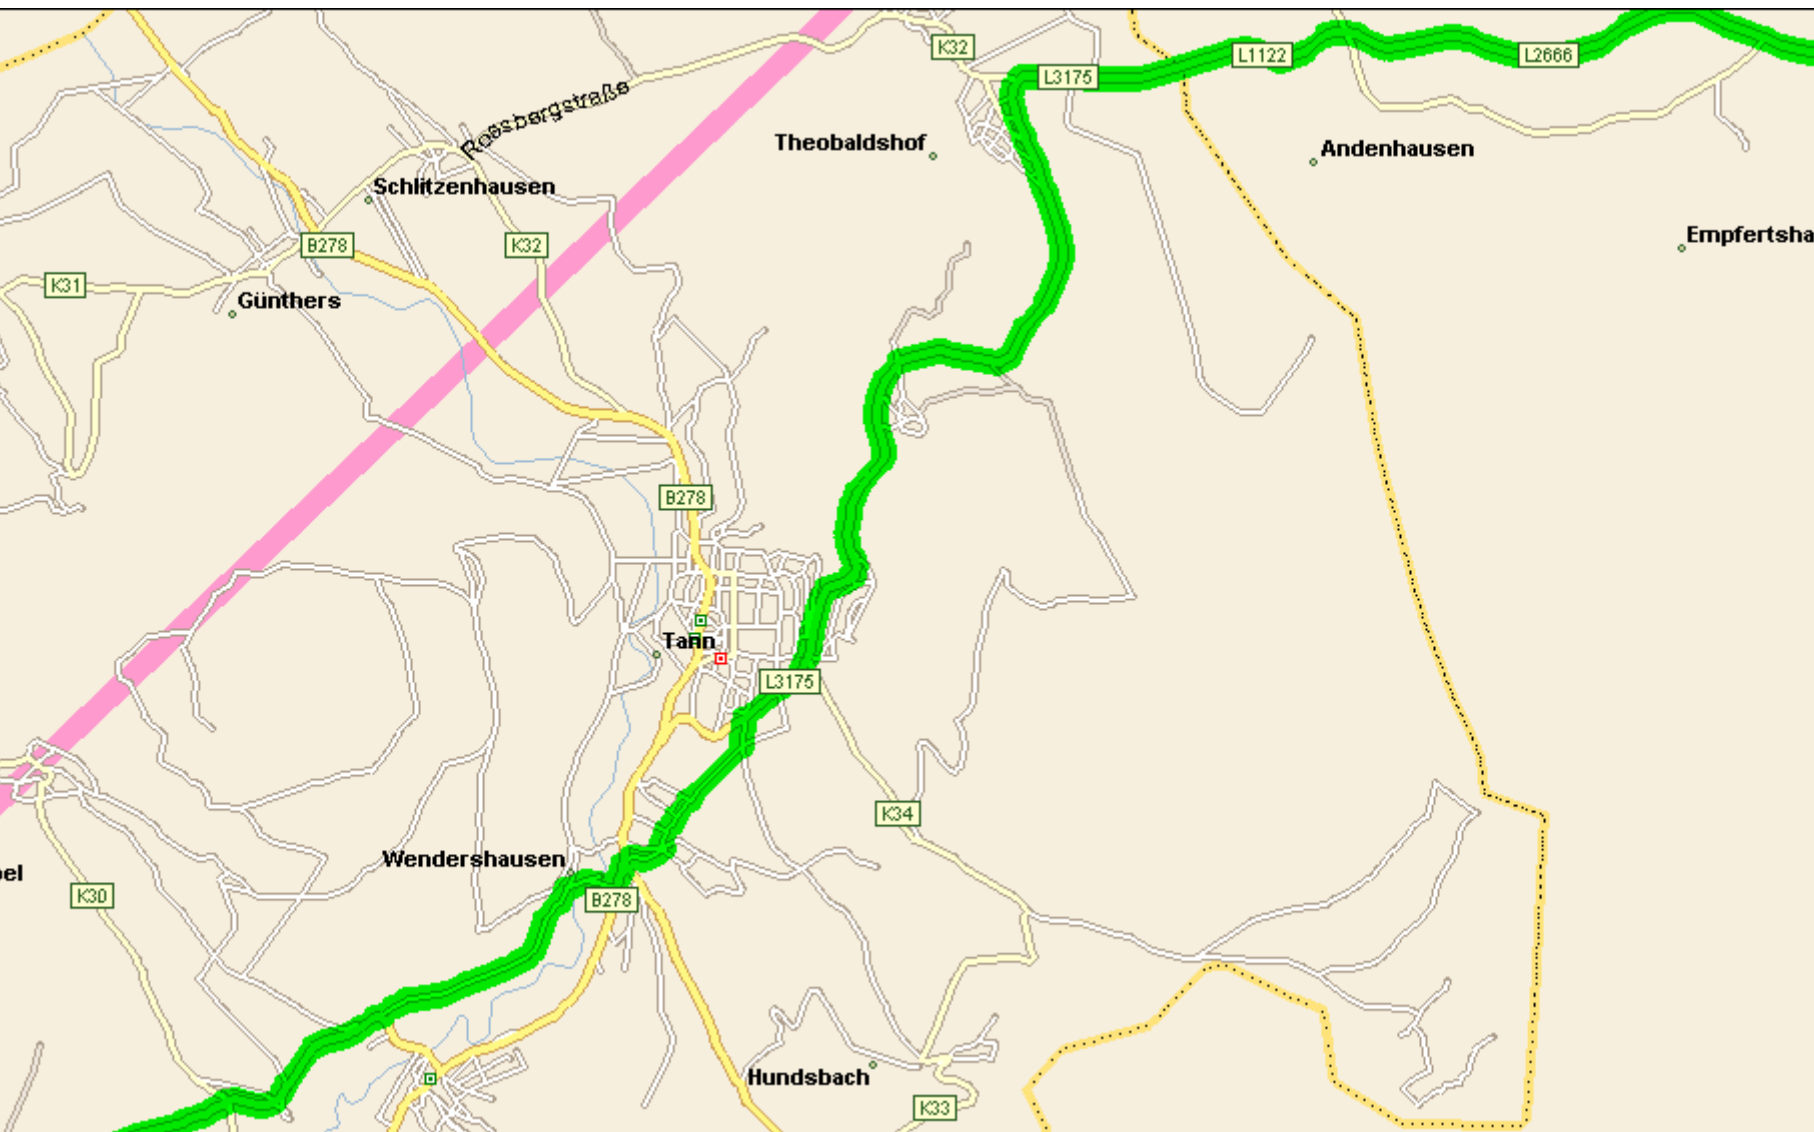 K32
L3175
L1122
L2666
Rossbergstraße
Theobaldshof
Andenhausen
Schlitzenhausen
B278
K32
Empfertsha
K31
Günthers
B278
Tann
L3175
K34
Wendershausen
bel
K30
B278
Hundsbach
K33